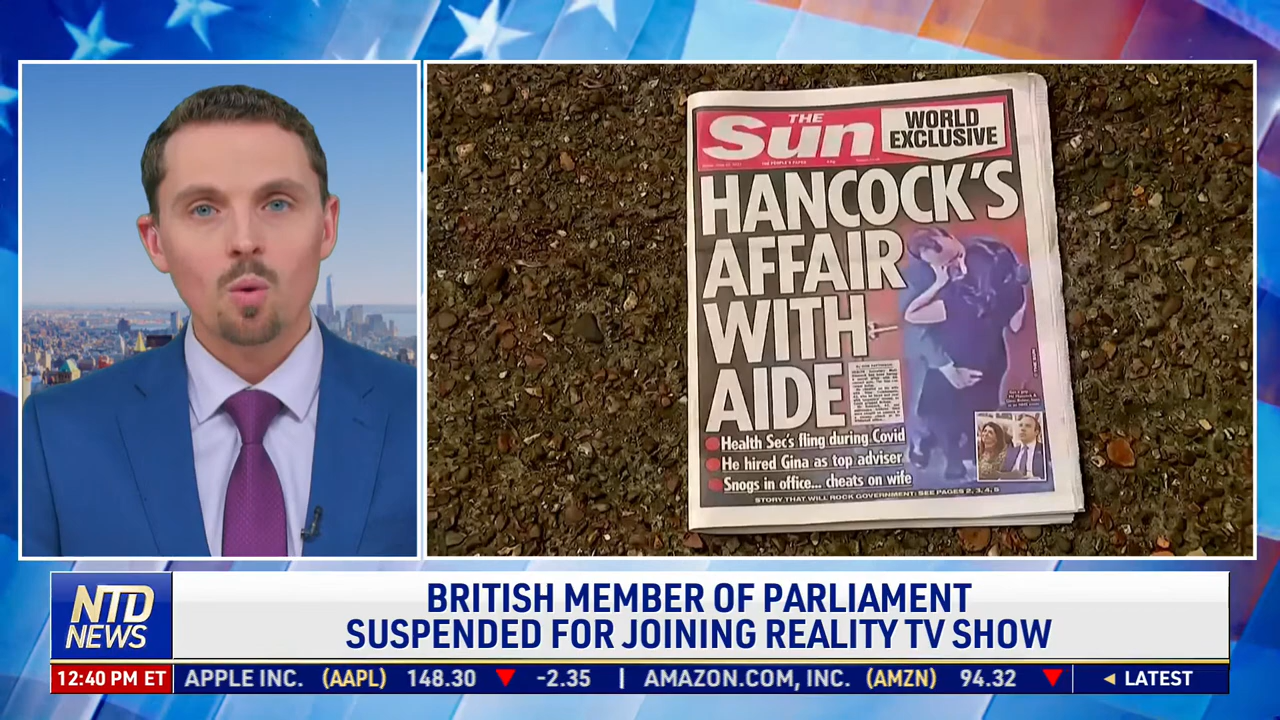 THE
Sun
WORLD
EXCLUSIVE
HANCOCK'S
AFFAIR
WITH
AIDE
Health Sec's fling during Covid
He hired Gina as top adviser
Snogs in office... cheats on wife
STORY THAT WILL ROCK GOVERNMENT: SEE PAGES 2, 3, 4, 5
NTD
NEWS
BRITISH MEMBER OF PARLIAMENT
SUSPENDED FOR JOINING REALITY TV SHOW
12:40 PM ET APPLE INC. (AAPL) 148.30 ▼ -2.35 | AMAZON.COM, INC. (AMZN) 94.32 ▼ ◄ LATEST